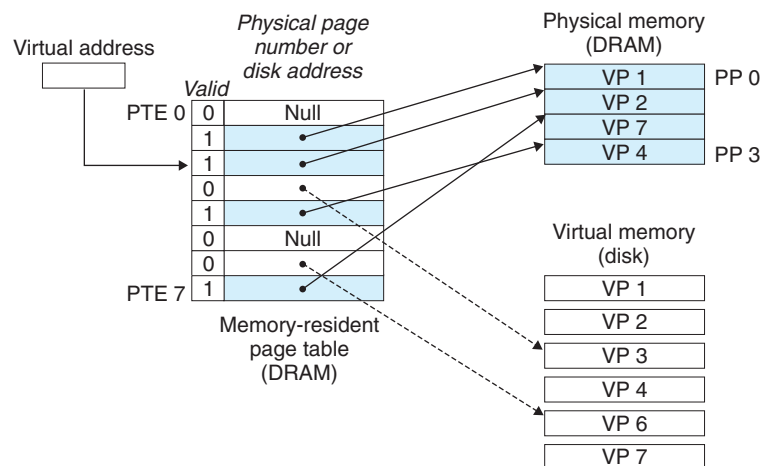 Virtual address
Physical page
number or
disk address
Valid
PTE 0
0
Null
1
1
0
1
0
Null
0
PTE 7
1
Memory-resident
page table
(DRAM)
Physical memory
(DRAM)
VP 1
PP 0
VP 2
VP 7
VP 4
PP 3
Virtual memory
(disk)
VP 1
VP 2
VP 3
VP 4
VP 6
VP 7